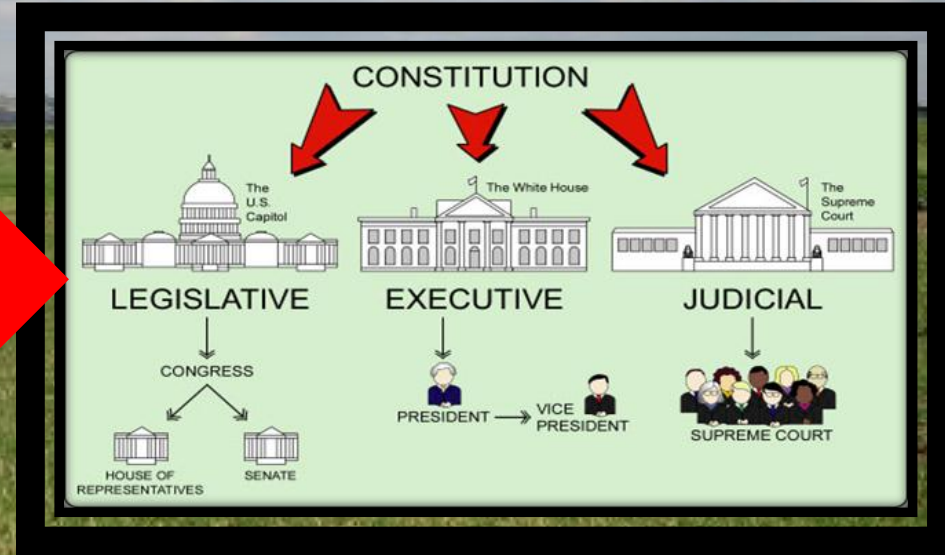 CONSTITUTION
The
U.S.
Capitol
The White House
The
Supreme
Court
LEGISLATIVE
EXECUTIVE
JUDICIAL
CONGRESS
HOUSE OF
REPRESENTATIVES
SENATE
PRESIDENT
VICE
PRESIDENT
SUPREME COURT